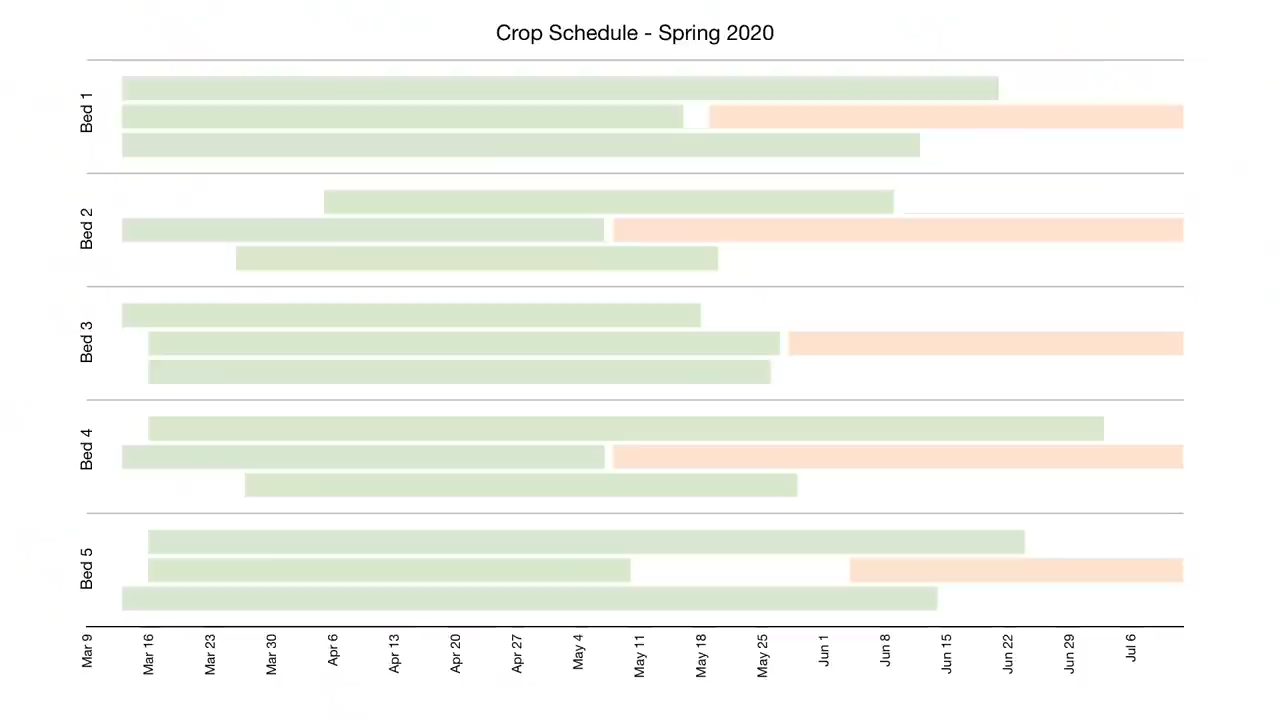 Crop Schedule - Spring 2020
Bed 1
Bed 2
Bed 3
Bed 4
Bed 5
Mar 9
Mar 16
Mar 23
Mar 30
Apr 6
Apr 13
Apr 20
Apr 27
May 4
May 11
May 18
May 25
Jun 1
Jun 8
Jun 15
Jun 22
Jun 29
Jul 6